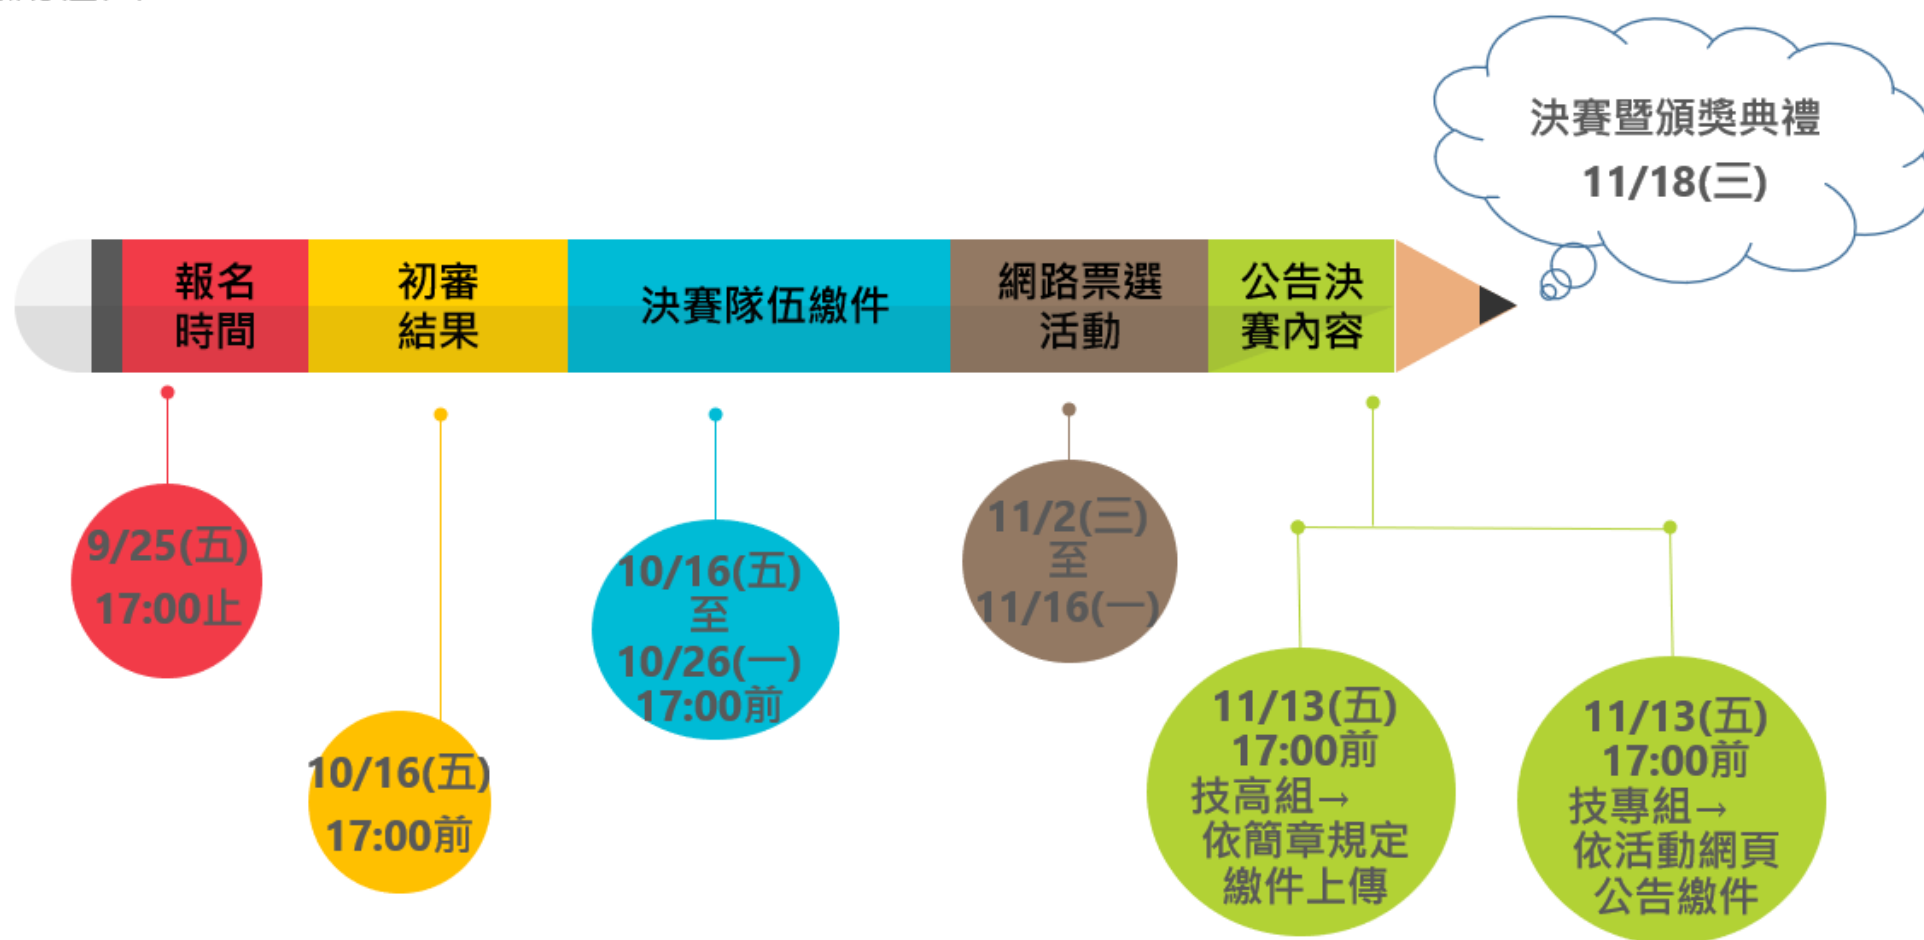 決賽暨頒獎典禮
11/18(三)
報名
時間
初審
結果
決賽隊伍繳件
網路票選
活動
公告決
賽內容
9/25(五)
17:00止
10/16(五)
17:00前
10/16(五)
至
10/26(一)
17:00前
11/2(三)
至
11/16(一)
11/13(五)
17:00前
技高組→
依簡章規定
繳件上傳
11/13(五)
17:00前
技專組→
依活動網頁
公告繳件